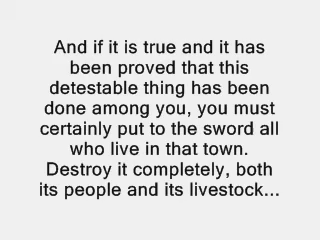 And if it is true and it has
been proved that this
detestable thing has been
done among you, you must
certainly put to the sword all
who live in that town.
Destroy it completely, both
its people and its livestock...